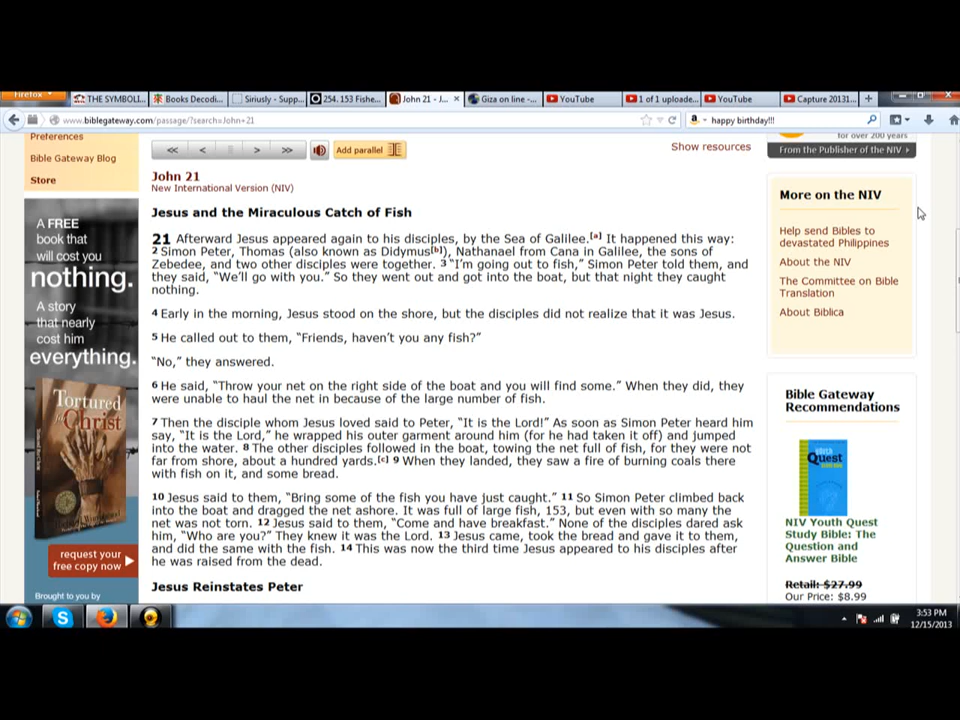 Firefox
THE SYMBOLI...
Books Decodi...
Siriusly - Supp...
254. 153 Fishe...
John 21 - J...
Giza on line -...
YouTube
1 of 1 uploade...
YouTube
Capture 20131...
www.biblegateway.com/passage/?search=John+21
happy birthday!!!
Preferences
Bible Gateway Blog
Store
Add parallel
Show resources
for over 200 years
From the Publisher of the NIV
John 21
New International Version (NIV)
Jesus and the Miraculous Catch of Fish
21 Afterward Jesus appeared again to his disciples, by the Sea of Galilee.[a] It happened this way:
2 Simon Peter, Thomas (also known as Didymus[b]), Nathanael from Cana in Galilee, the sons of
Zebedee, and two other disciples were together. 3 “I’m going out to fish,” Simon Peter told them, and
they said, “We’ll go with you.” So they went out and got into the boat, but that night they caught
nothing.
4 Early in the morning, Jesus stood on the shore, but the disciples did not realize that it was Jesus.
5 He called out to them, “Friends, haven’t you any fish?”
“No,” they answered.
6 He said, “Throw your net on the right side of the boat and you will find some.” When they did, they
were unable to haul the net in because of the large number of fish.
7 Then the disciple whom Jesus loved said to Peter, “It is the Lord!” As soon as Simon Peter heard him
say, “It is the Lord,” he wrapped his outer garment around him (for he had taken it off) and jumped
into the water. 8 The other disciples followed in the boat, towing the net full of fish, for they were not
far from shore, about a hundred yards.[c] 9 When they landed, they saw a fire of burning coals there
with fish on it, and some bread.
10 Jesus said to them, “Bring some of the fish you have just caught.” 11 So Simon Peter climbed back
into the boat and dragged the net ashore. It was full of large fish, 153, but even with so many the
net was not torn. 12 Jesus said to them, “Come and have breakfast.” None of the disciples dared ask
him, “Who are you?” They knew it was the Lord. 13 Jesus came, took the bread and gave it to them,
and did the same with the fish. 14 This was now the third time Jesus appeared to his disciples after
he was raised from the dead.
Jesus Reinstates Peter
A FREE
book that
will cost you
nothing.
A story
that nearly
cost him
everything.
Tortured
for Christ
request your
free copy now
Brought to you by
More on the NIV
Help send Bibles to
devastated Philippines
About the NIV
The Committee on Bible
Translation
About Biblica
Bible Gateway
Recommendations
Quest
NIV Youth Quest
Study Bible: The
Question and
Answer Bible
Retail: $27.99
Our Price: $8.99
3:53 PM
12/15/2013